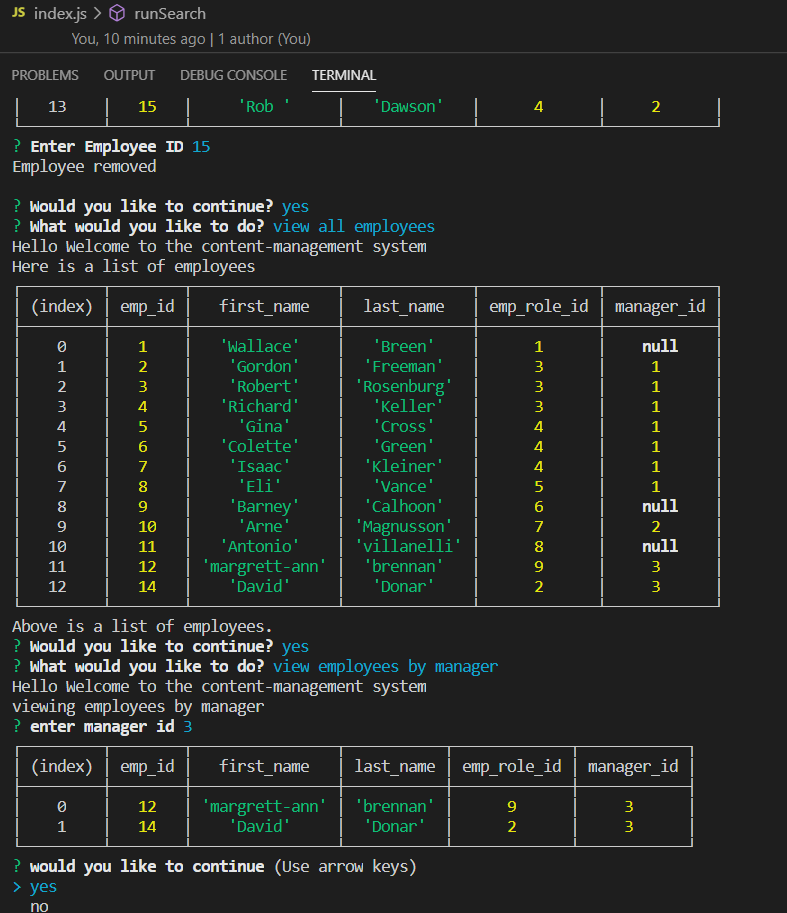 JS index.js > runSearch
You, 10 minutes ago | 1 author (You)
PROBLEMS OUTPUT DEBUG CONSOLE TERMINAL
13 15 'Rob ' 'Dawson' 4 2
? Enter Employee ID 15
Employee removed
? Would you like to continue? yes
? What would you like to do? view all employees
Hello Welcome to the content-management system
Here is a list of employees
(index) emp_id first_name last_name emp_role_id manager_id
0 1 'Wallace' 'Breen' 1 null
1 2 'Gordon' 'Freeman' 3 1
2 3 'Robert' 'Rosenburg' 3 1
3 4 'Richard' 'Keller' 3 1
4 5 'Gina' 'Cross' 4 1
5 6 'Colette' 'Green' 4 1
6 7 'Isaac' 'Kleiner' 4 1
7 8 'Eli' 'Vance' 5 1
8 9 'Barney' 'Calhoon' 6 null
9 10 'Arne' 'Magnusson' 7 2
10 11 'Antonio' 'villanelli' 8 null
11 12 'margrett-ann' 'brennan' 9 3
12 14 'David' 'Donar' 2 3
Above is a list of employees.
? Would you like to continue? yes
? What would you like to do? view employees by manager
Hello Welcome to the content-management system
viewing employees by manager
? enter manager id 3
(index) emp_id first_name last_name emp_role_id manager_id
0 12 'margrett-ann' 'brennan' 9 3
1 14 'David' 'Donar' 2 3
? would you like to continue (Use arrow keys)
> yes
no